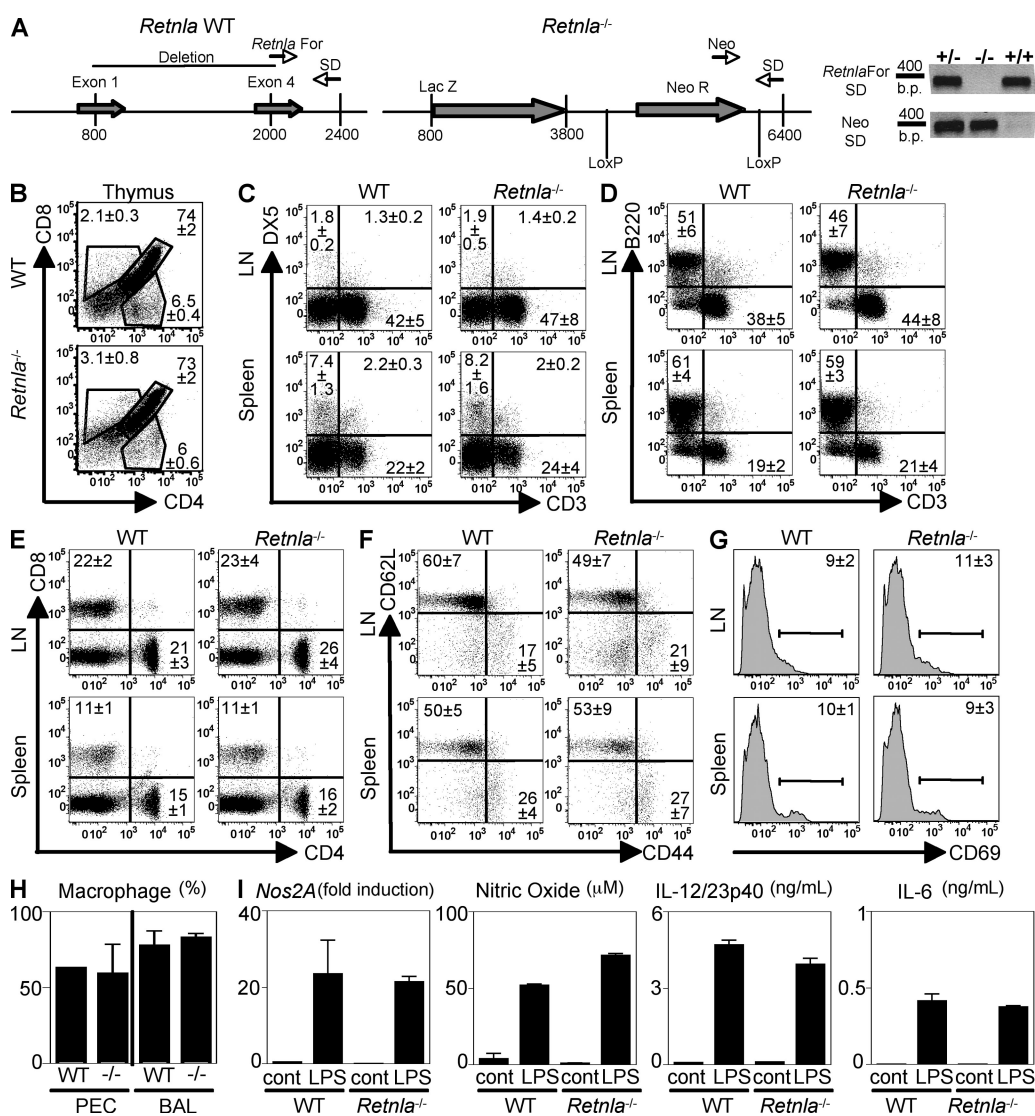 A
Retnla WT
Retnla For
Deletion
SD
Exon 1
Exon 4
800
2000
2400
Retnla-/-
Neo
SD
Lac Z
Neo R
800
3800
6400
LoxP
LoxP
+/- -/- +/+
RetnlaFor
SD
400
b.p.
Neo
SD
400
b.p.
B
Thymus
CD8
WT
2.1±0.3
74
±2
6.5
±0.4
Retnla-/-
3.1±0.8
73
±2
6
±0.6
CD4
C
WT
Retnla-/-
DX5
LN
1.8
±
0.2
1.3±0.2
42±5
1.9
±
0.5
1.4±0.2
47±8
Spleen
7.4
±
1.3
2.2±0.3
22±2
8.2
±
1.6
2±0.2
24±4
CD3
D
WT
Retnla-/-
B220
LN
51
±6
38±5
46
±7
44±8
Spleen
61
±4
19±2
59
±3
21±4
CD3
E
WT
Retnla-/-
CD8
LN
22±2
21
±3
23±4
26
±4
Spleen
11±1
15
±1
11±1
16
±2
CD4
F
WT
Retnla-/-
CD62L
LN
60±7
17
±5
49±7
21
±9
Spleen
50±5
26
±4
53±9
27
±7
CD44
G
WT
Retnla-/-
LN
9±2
11±3
Spleen
10±1
9±3
CD69
H
Macrophage (%)
100
50
0
WT -/- WT -/-
PEC BAL
I
Nos2A (fold induction)
40
20
0
cont LPS cont LPS
WT Retnla-/-
Nitric Oxide (µM)
100
50
0
cont LPS cont LPS
WT Retnla-/-
IL-12/23p40 (ng/mL)
6
3
0
cont LPS cont LPS
WT Retnla-/-
IL-6 (ng/mL)
1
0.5
0
cont LPS cont LPS
WT Retnla-/-